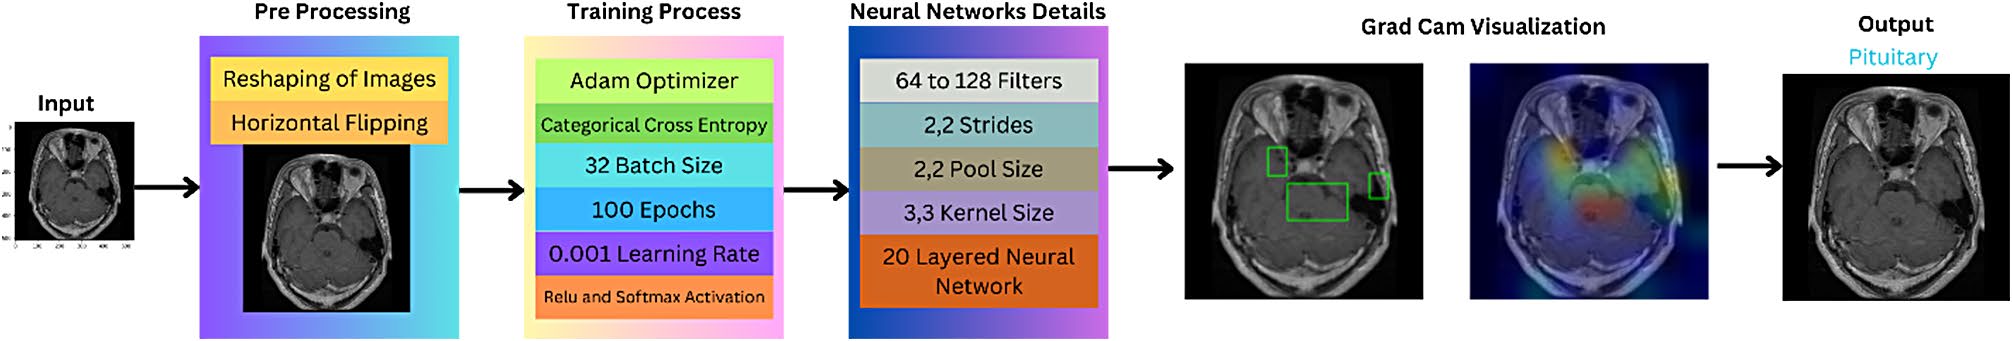 Input
Pre Processing
Reshaping of Images
Horizontal Flipping
Training Process
Adam Optimizer
Categorical Cross Entropy
32 Batch Size
100 Epochs
0.001 Learning Rate
Relu and Softmax Activation
Neural Networks Details
64 to 128 Filters
2,2 Strides
2,2 Pool Size
3,3 Kernel Size
20 Layered Neural
Network
Grad Cam Visualization
Output
Pituitary